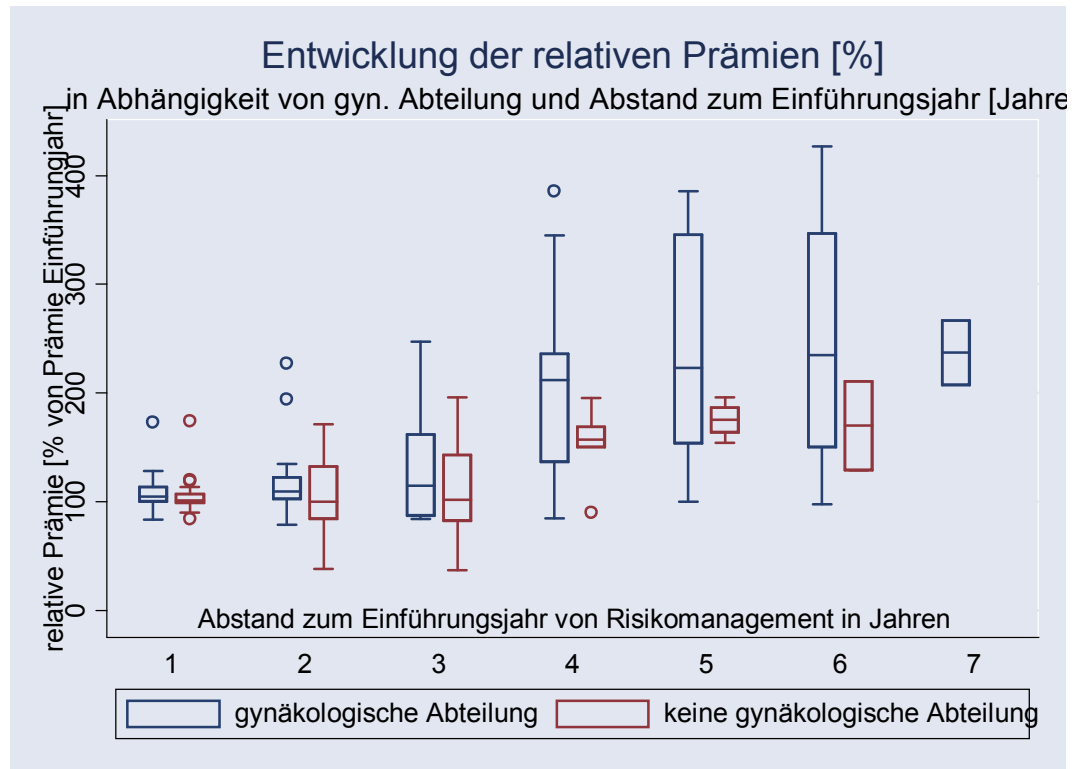 Entwicklung der relativen Prämien [%]
in Abhängigkeit von gyn. Abteilung und Abstand zum Einführungsjahr [Jahre
relative Prämie [% von Prämie Einführungjahr]
400
300
200
100
0
Abstand zum Einführungsjahr von Risikomanagement in Jahren
1 2 3 4 5 6 7
gynäkologische Abteilung keine gynäkologische Abteilung